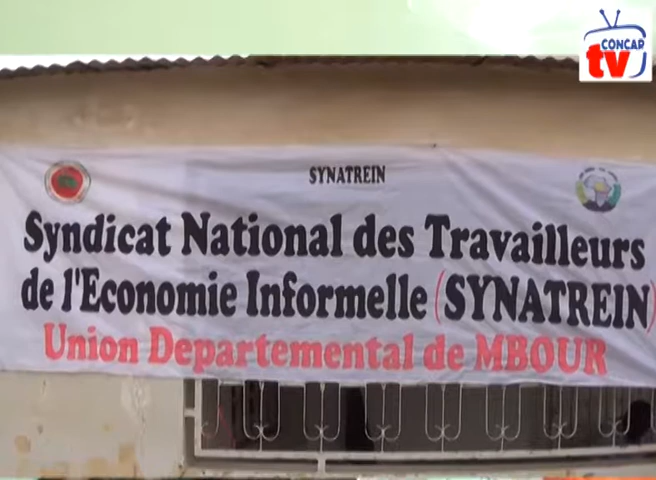 CONCAP
tv
SYNATREIN
Syndicat National des Travailleurs
de l'Economie Informelle (SYNATREIN)
Union Departemental de MBOUR